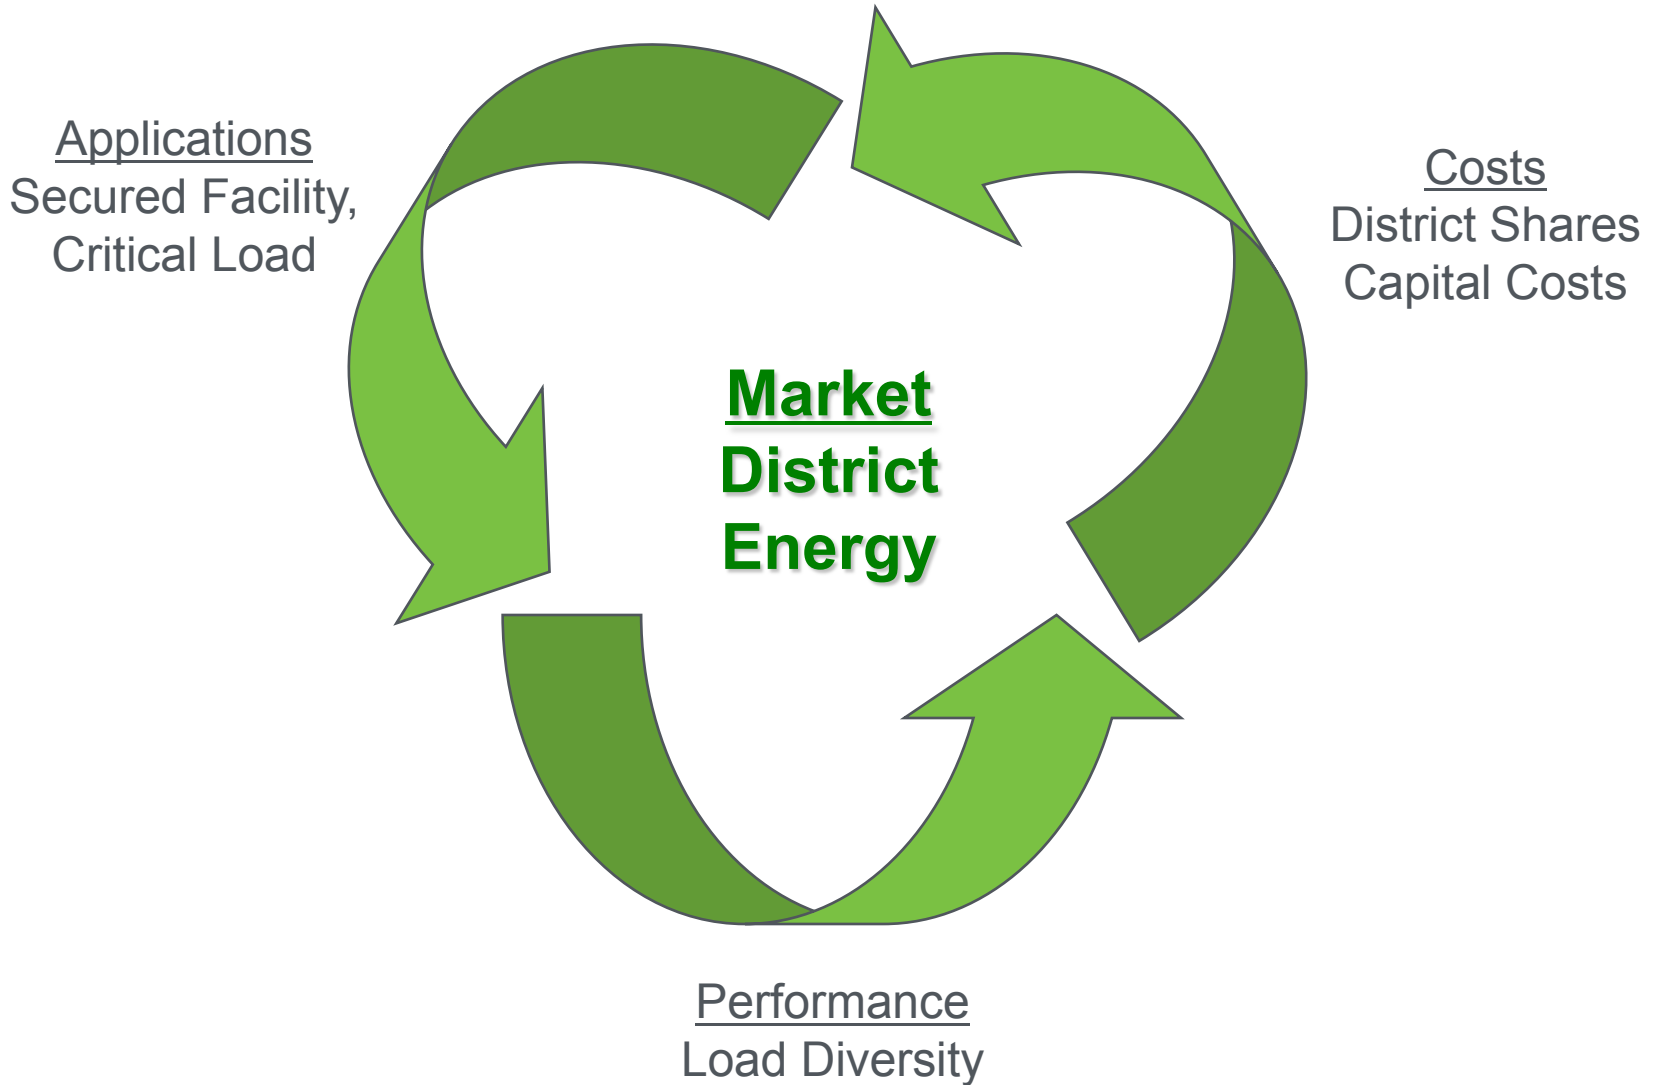 Applications
Secured Facility,
Critical Load
Costs
District Shares
Capital Costs
Market
District
Energy
Performance
Load Diversity